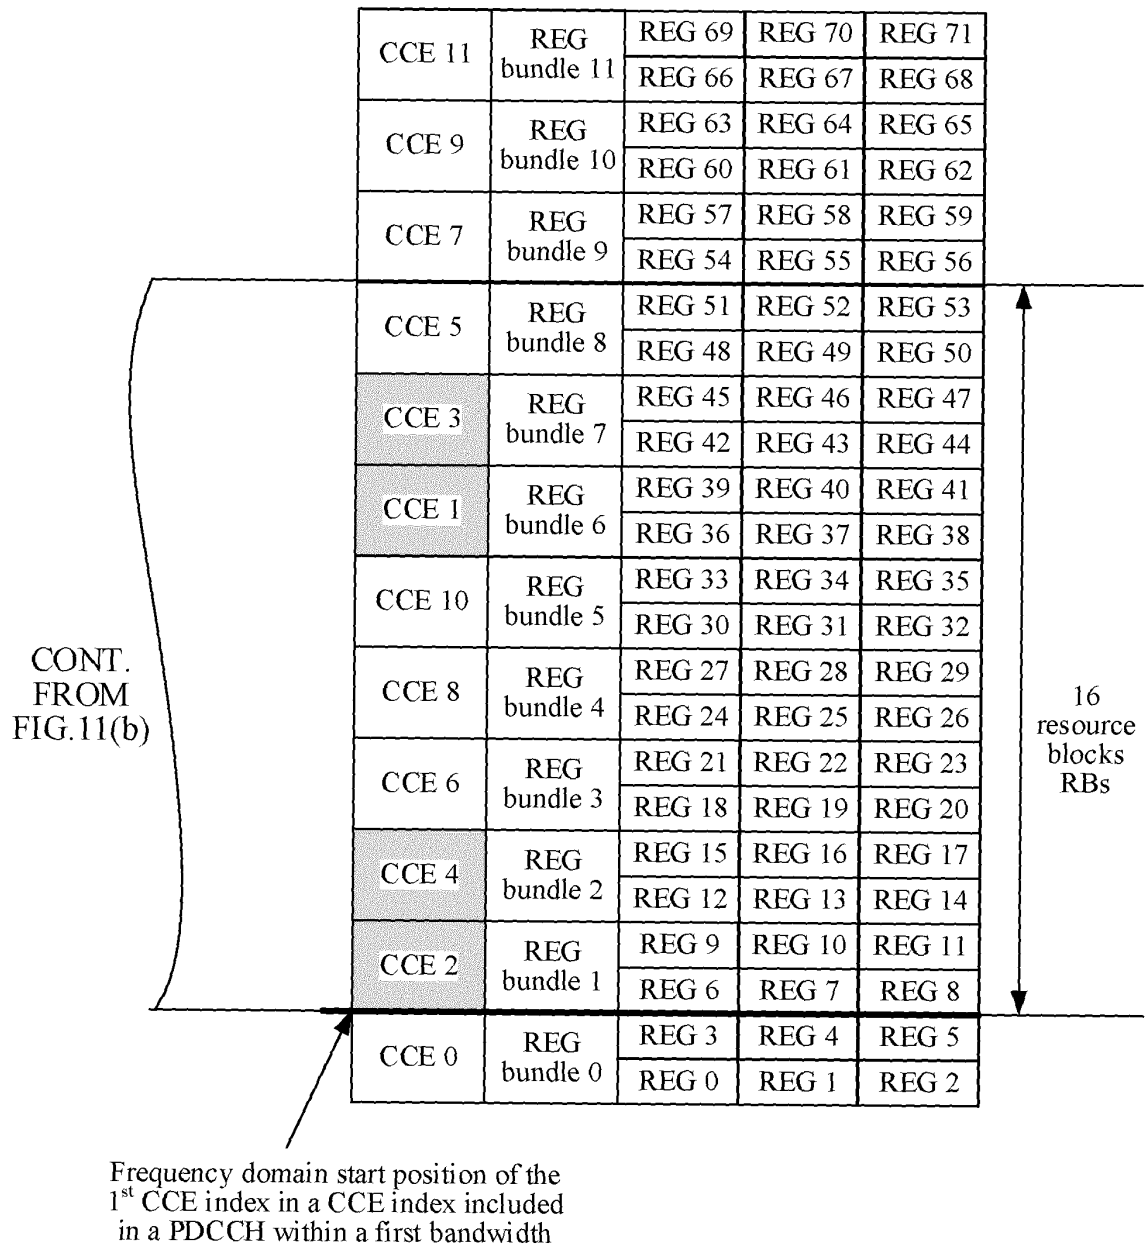 CCE 11 REG bundle 11 REG 69 REG 70 REG 71
REG 66 REG 67 REG 68
CCE 9 REG bundle 10 REG 63 REG 64 REG 65
REG 60 REG 61 REG 62
CCE 7 REG bundle 9 REG 57 REG 58 REG 59
REG 54 REG 55 REG 56
CCE 5 REG bundle 8 REG 51 REG 52 REG 53
REG 48 REG 49 REG 50
CCE 3 REG bundle 7 REG 45 REG 46 REG 47
REG 42 REG 43 REG 44
CCE 1 REG bundle 6 REG 39 REG 40 REG 41
REG 36 REG 37 REG 38
CCE 10 REG bundle 5 REG 33 REG 34 REG 35
REG 30 REG 31 REG 32
CCE 8 REG bundle 4 REG 27 REG 28 REG 29
REG 24 REG 25 REG 26
CCE 6 REG bundle 3 REG 21 REG 22 REG 23
REG 18 REG 19 REG 20
CCE 4 REG bundle 2 REG 15 REG 16 REG 17
REG 12 REG 13 REG 14
CCE 2 REG bundle 1 REG 9 REG 10 REG 11
REG 6 REG 7 REG 8
CCE 0 REG bundle 0 REG 3 REG 4 REG 5
REG 0 REG 1 REG 2
CONT.
FROM
FIG.11(b)
16
resource
blocks
RBs
Frequency domain start position of the
1st CCE index in a CCE index included
in a PDCCH within a first bandwidth